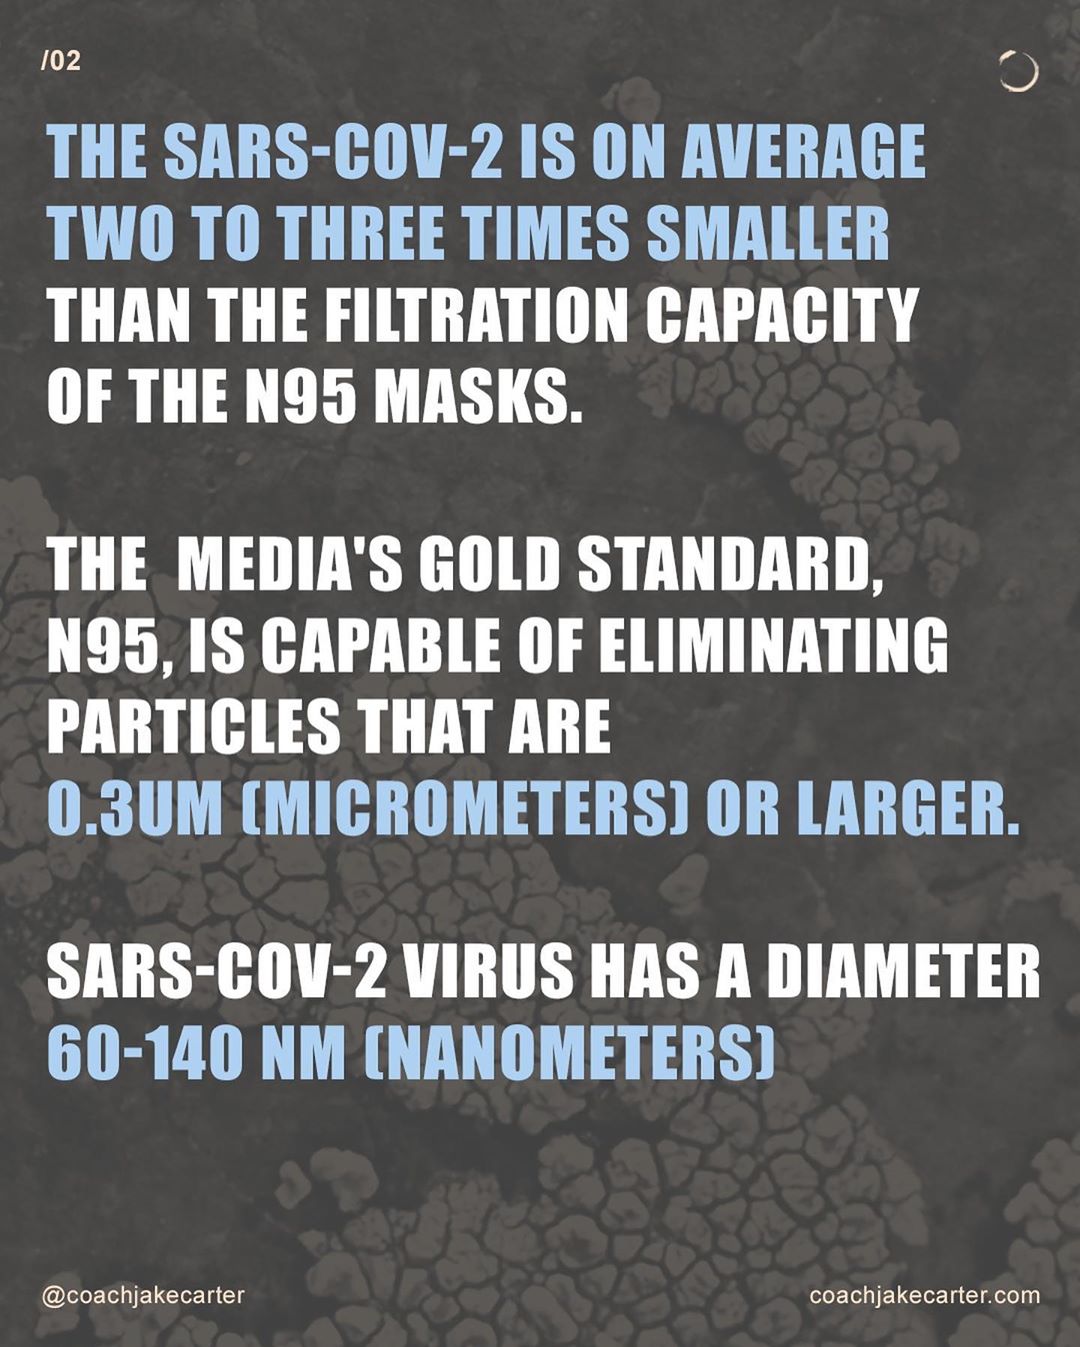 /02
THE SARS-COV-2 IS ON AVERAGE
TWO TO THREE TIMES SMALLER
THAN THE FILTRATION CAPACITY
OF THE N95 MASKS.
THE MEDIA'S GOLD STANDARD,
N95, IS CAPABLE OF ELIMINATING
PARTICLES THAT ARE
0.3UM (MICROMETERS) OR LARGER.
SARS-COV-2 VIRUS HAS A DIAMETER
60-140 NM (NANOMETERS)
@coachjakecarter
coachjakecarter.com